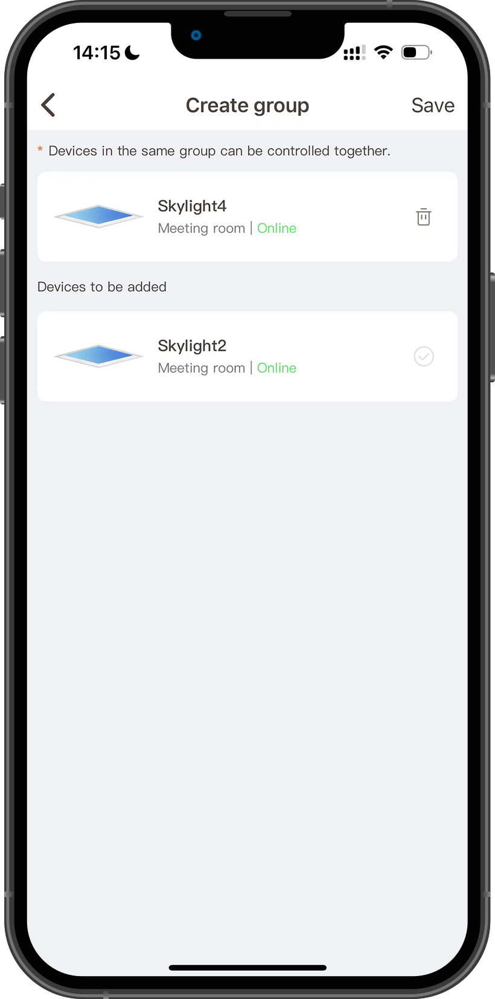 14:15
Create group
Save
* Devices in the same group can be controlled together.
Skylight4
Meeting room | Online
Devices to be added
Skylight2
Meeting room | Online